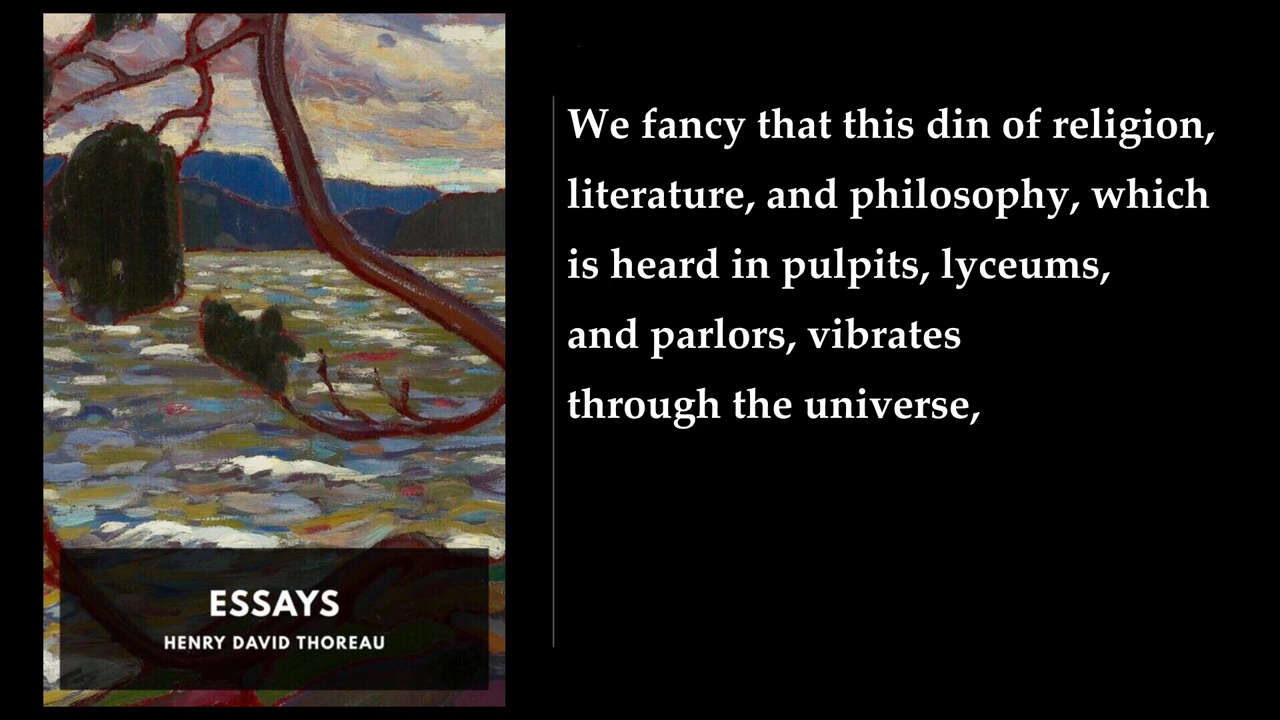 We fancy that this din of religion,
literature, and philosophy, which
is heard in pulpits, lyceums,
and parlors, vibrates
through the universe,
ESSAYS
HENRY DAVID THOREAU